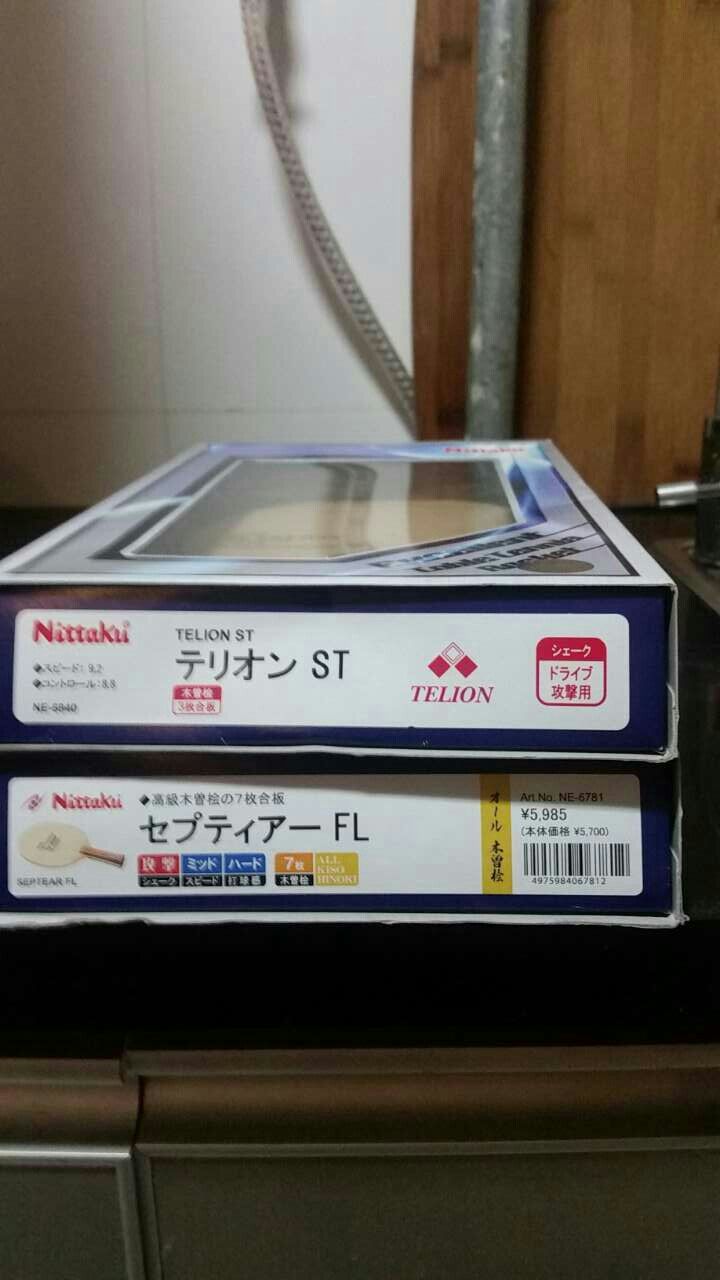 Nittaku
Nittaku
TELION ST
テリオン ST
◆スピード: 9.2
◆コントロール:8.8
木曽桧
3枚合板
NE-6840
TELION
シェーク
ドライブ
攻撃用
Nittaku
◆高級木曽桧の7枚合板
セプティアー FL
SEPTEAR FL
攻撃
シェーク
ミッド
スピード
ハード
打球感
7枚
木曽桧
ALL
KISO
HINOKI
オール 木曽桧
Art.No. NE-6781
¥5,985
(本体価格 ¥5,700)
4975984067812